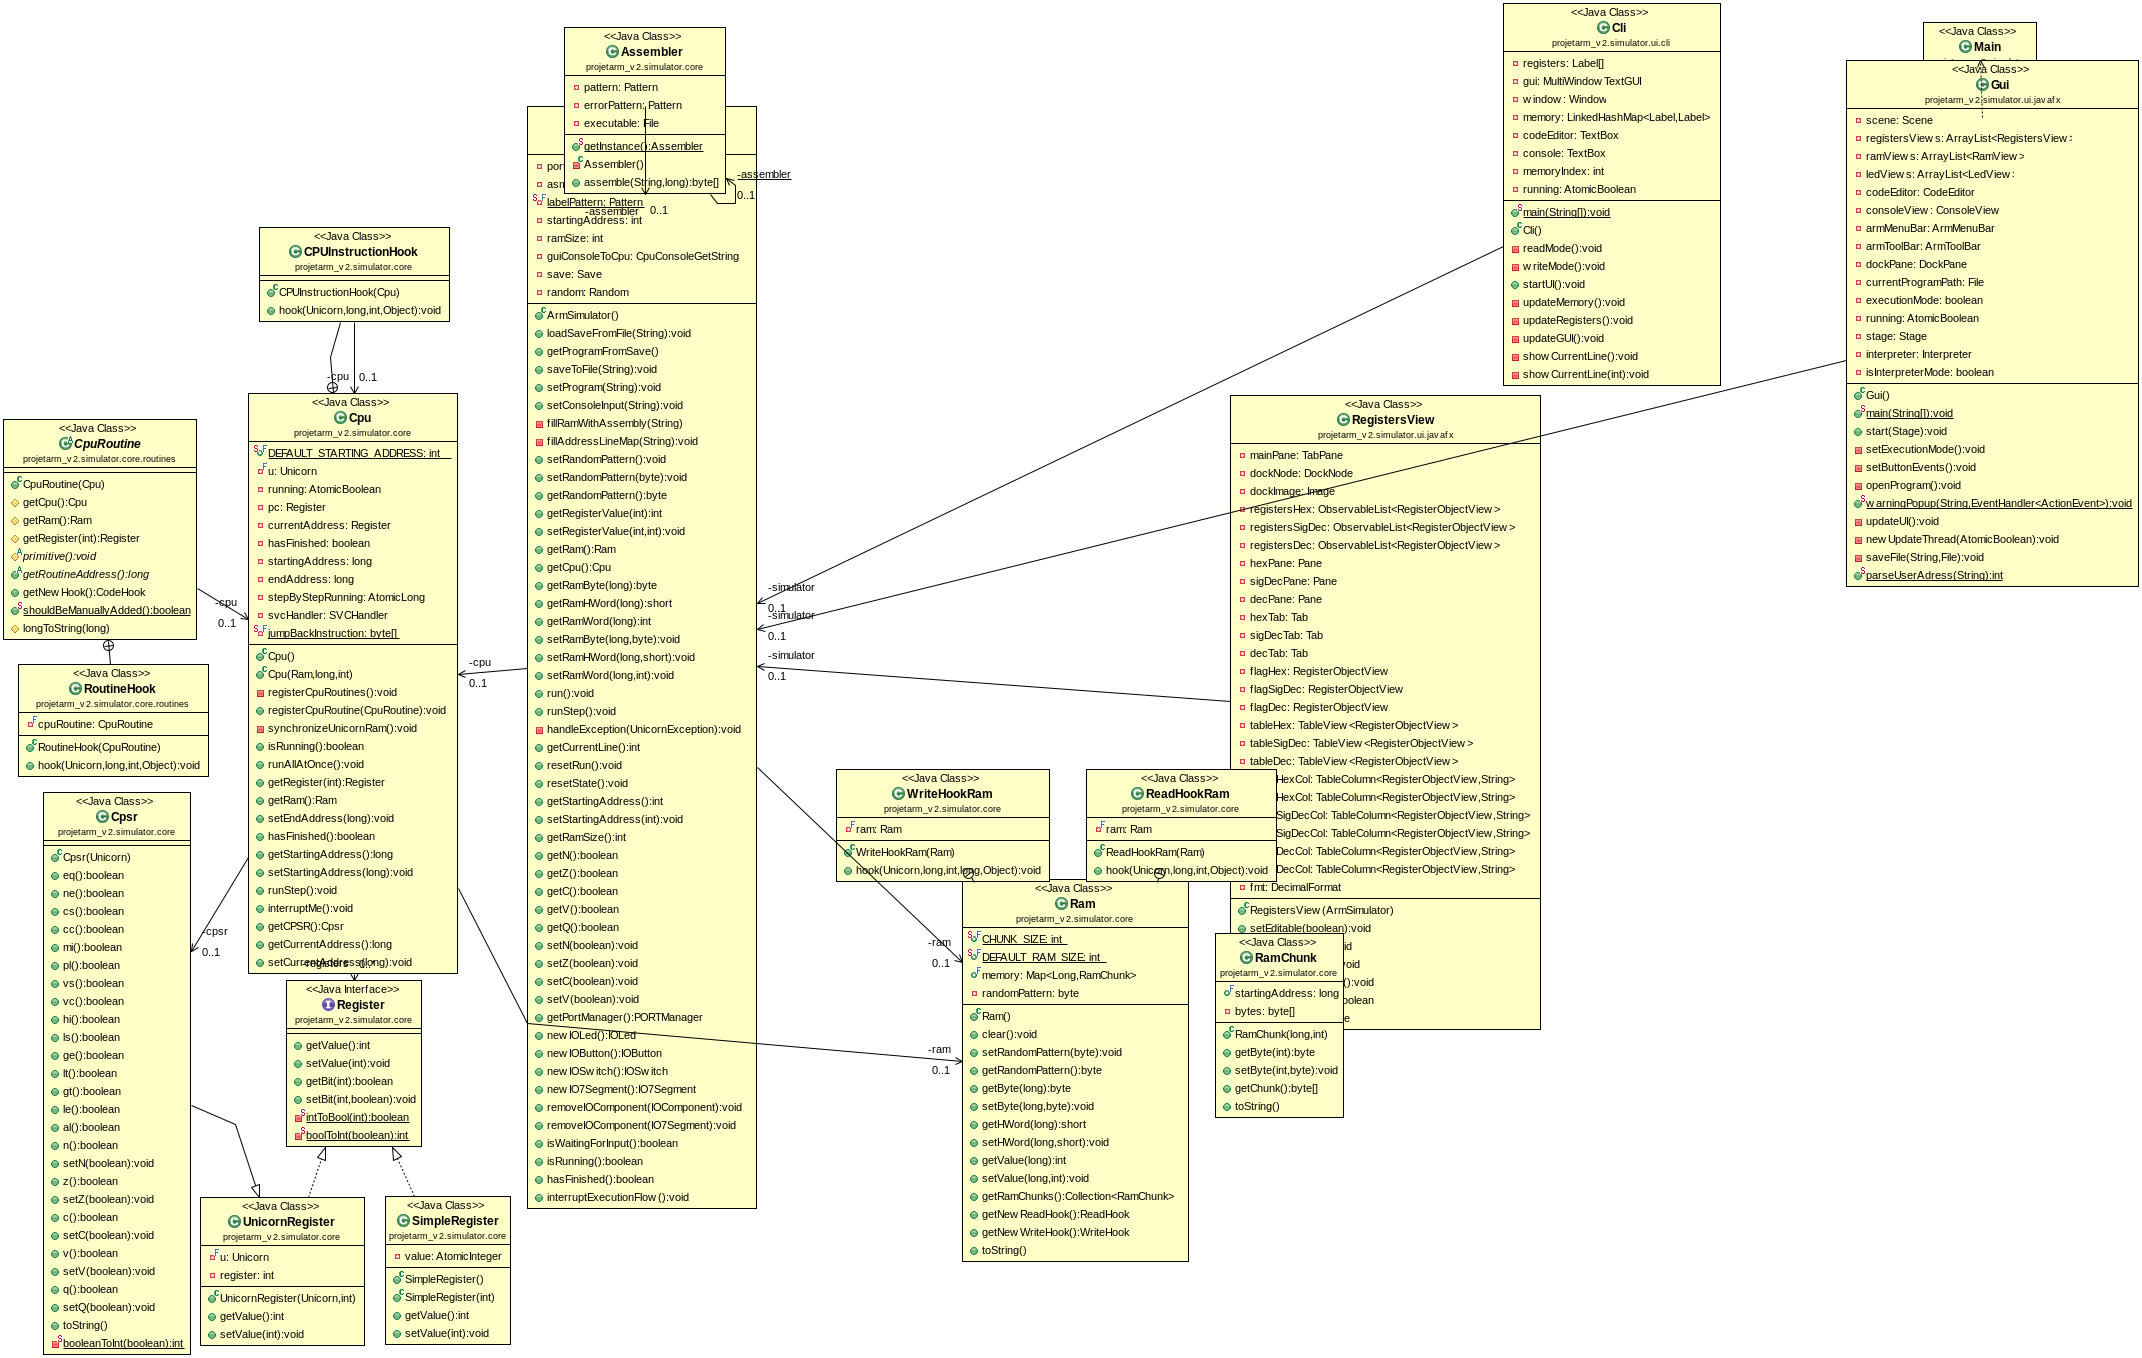 <<Java Class>>
Assembler
projetarm_v2.simulator.core
pattern: Pattern
errorPattern: Pattern
executable: File
getInstance():Assembler
Assembler()
assemble(String,long):byte[]
-assembler
0..1
-assembler
0..1
labelPattern: Pattern
startingAddress: int
ramSize: int
guiConsoleToCpu: CpuConsoleGetString
save: Save
random: Random
ArmSimulator()
loadSaveFromFile(String):void
getProgramFromSave()
saveToFile(String):void
setProgram(String):void
setConsoleInput(String):void
fillRamWithAssembly(String)
fillAddressLineMap(String):void
setRandomPattern():void
setRandomPattern(byte):void
getRandomPattern():byte
getRegisterValue(int):int
setRegisterValue(int,int):void
getRam():Ram
getCpu():Cpu
getRamByte(long):byte
getRamHWord(long):short
getRamWord(long):int
setRamByte(long,byte):void
setRamHWord(long,short):void
setRamWord(long,int):void
run():void
runStep():void
handleException(UnicornException):void
getCurrentLine():int
resetRun():void
resetState():void
getStartingAddress():int
setStartingAddress(int):void
getRamSize():int
getN():boolean
getZ():boolean
getC():boolean
getV():boolean
getQ():boolean
setN(boolean):void
setZ(boolean):void
setC(boolean):void
setV(boolean):void
getPortManager():PORTManager
newIOLed():IOLed
newIOButton():IOButton
newIOSwitch():IOSwitch
newIO7Segment():IO7Segment
removeIOComponent(IOComponent):void
removeIOComponent(IO7Segment):void
isWaitingForInput():boolean
isRunning():boolean
hasFinished():boolean
interruptExecutionFlow():void
<<Java Class>>
CPUInstructionHook
projetarm_v2.simulator.core
CPUInstructionHook(Cpu)
hook(Unicorn,long,int,Object):void
-cpu
0..1
<<Java Class>>
Cpu
projetarm_v2.simulator.core
DEFAULT_STARTING_ADDRESS: int
u: Unicorn
running: AtomicBoolean
pc: Register
currentAddress: Register
hasFinished: boolean
startingAddress: long
endAddress: long
stepByStepRunning: AtomicLong
svcHandler: SVCHandler
jumpBackInstruction: byte[]
Cpu()
Cpu(Ram,long,int)
registerCpuRoutines():void
registerCpuRoutine(CpuRoutine):void
synchronizeUnicornRam():void
isRunning():boolean
runAllAtOnce():void
getRegister(int):Register
getRam():Ram
setEndAddress(long):void
hasFinished():boolean
getStartingAddress():long
setStartingAddress(long):void
runStep():void
interruptMe():void
getCPSR():Cpsr
getCurrentAddress():long
setCurrentAddress(long):void
-cpu
0..1
<<Java Class>>
CpuRoutine
projetarm_v2.simulator.core.routines
CpuRoutine(Cpu)
getCpu():Cpu
getRam():Ram
getRegister(int):Register
primitive():void
getRoutineAddress():long
getNewHook():CodeHook
shouldBeManuallyAdded():boolean
longToString(long)
-cpu
0..1
<<Java Class>>
RoutineHook
projetarm_v2.simulator.core.routines
cpuRoutine: CpuRoutine
RoutineHook(CpuRoutine)
hook(Unicorn,long,int,Object):void
<<Java Class>>
Cpsr
projetarm_v2.simulator.core
Cpsr(Unicorn)
eq():boolean
ne():boolean
cs():boolean
cc():boolean
mi():boolean
pl():boolean
vs():boolean
vc():boolean
hi():boolean
ls():boolean
ge():boolean
lt():boolean
gt():boolean
le():boolean
al():boolean
n():boolean
setN(boolean):void
z():boolean
setZ(boolean):void
c():boolean
setC(boolean):void
v():boolean
setV(boolean):void
q():boolean
setQ(boolean):void
toString()
booleanToInt(boolean):int
-cpsr
0..1
-registers
<<Java Interface>>
Register
projetarm_v2.simulator.core
getValue():int
setValue(int):void
getBit(int):boolean
setBit(int,boolean):void
intToBool(int):boolean
boolToInt(boolean):int
<<Java Class>>
UnicornRegister
projetarm_v2.simulator.core
u: Unicorn
register: int
UnicornRegister(Unicorn,int)
getValue():int
setValue(int):void
<<Java Class>>
SimpleRegister
projetarm_v2.simulator.core
value: AtomicInteger
SimpleRegister()
SimpleRegister(int)
getValue():int
setValue(int):void
<<Java Class>>
Cli
projetarm_v2.simulator.ui.cli
registers: Label[]
gui: MultiWindowTextGUI
window: Window
memory: LinkedHashMap<Label,Label>
codeEditor: TextBox
console: TextBox
memoryIndex: int
running: AtomicBoolean
main(String[]):void
Cli()
readMode():void
writeMode():void
startUI():void
updateMemory():void
updateRegisters():void
updateGUI():void
showCurrentLine():void
showCurrentLine(int):void
-simulator
0..1
-simulator
0..1
-simulator
0..1
<<Java Class>>
Main
<<Java Class>>
Gui
projetarm_v2.simulator.ui.javafx
scene: Scene
registersViews: ArrayList<RegistersView>
ramViews: ArrayList<RamView>
ledViews: ArrayList<LedView>
codeEditor: CodeEditor
consoleView: ConsoleView
armMenuBar: ArmMenuBar
armToolBar: ArmToolBar
dockPane: DockPane
currentProgramPath: File
executionMode: boolean
running: AtomicBoolean
stage: Stage
interpreter: Interpreter
isInterpreterMode: boolean
Gui()
main(String[]):void
start(Stage):void
setExecutionMode():void
setButtonEvents():void
openProgram():void
warningPopup(String,EventHandler<ActionEvent>):void
updateUI():void
newUpdateThread(AtomicBoolean):void
saveFile(String,File):void
parseUserAdress(String):int
<<Java Class>>
RegistersView
projetarm_v2.simulator.ui.javafx
mainPane: TabPane
dockNode: DockNode
dockImage: Image
registersHex: ObservableList<RegisterObjectView>
registersSigDec: ObservableList<RegisterObjectView>
registersDec: ObservableList<RegisterObjectView>
hexPane: Pane
sigDecPane: Pane
decPane: Pane
hexTab: Tab
sigDecTab: Tab
decTab: Tab
flagHex: RegisterObjectView
flagSigDec: RegisterObjectView
flagDec: RegisterObjectView
tableHex: TableView<RegisterObjectView>
tableSigDec: TableView<RegisterObjectView>
tableDec: TableView<RegisterObjectView>
HexCol: TableColumn<RegisterObjectView,String>
HexCol: TableColumn<RegisterObjectView,String>
SigDecCol: TableColumn<RegisterObjectView,String>
SigDecCol: TableColumn<RegisterObjectView,String>
DecCol: TableColumn<RegisterObjectView,String>
DecCol: TableColumn<RegisterObjectView,String>
fmt: DecimalFormat
RegistersView(ArmSimulator)
setEditable(boolean):void
<<Java Class>>
WriteHookRam
projetarm_v2.simulator.core
ram: Ram
WriteHookRam(Ram)
hook(Unicorn,long,int,long,Object):void
<<Java Class>>
ReadHookRam
projetarm_v2.simulator.core
ram: Ram
ReadHookRam(Ram)
hook(Unicorn,long,int,Object):void
<<Java Class>>
Ram
projetarm_v2.simulator.core
CHUNK_SIZE: int
DEFAULT_RAM_SIZE: int
memory: Map<Long,RamChunk>
randomPattern: byte
Ram()
clear():void
setRandomPattern(byte):void
getRandomPattern():byte
getByte(long):byte
setByte(long,byte):void
getHWord(long):short
setHWord(long,short):void
getValue(long):int
setValue(long,int):void
getRamChunks():Collection<RamChunk>
getNewReadHook():ReadHook
getNewWriteHook():WriteHook
toString()
-ram
0..1
-ram
0..1
<<Java Class>>
RamChunk
projetarm_v2.simulator.core
startingAddress: long
bytes: byte[]
RamChunk(long,int)
getByte(int):byte
setByte(int,byte):void
getChunk():byte[]
toString()